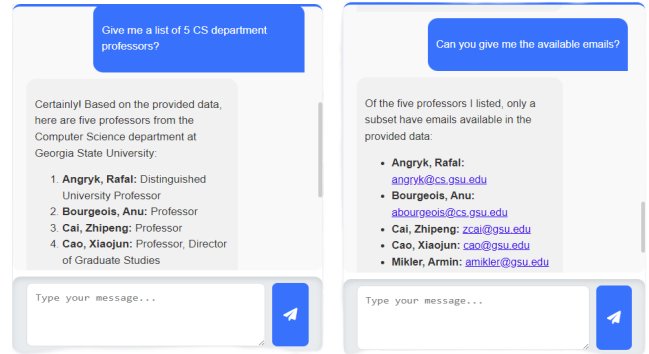 Give me a list of 5 CS department
professors?
Certainly! Based on the provided data,
here are five professors from the
Computer Science department at
Georgia State University:
1. Angryk, Rafal: Distinguished
University Professor
2. Bourgeois, Anu: Professor
3. Cai, Zhipeng: Professor
4. Cao, Xiaojun: Professor, Director
of Graduate Studies
Type your message...
Can you give me the available emails?
Of the five professors I listed, only a
subset have emails available in the
provided data:
• Angryk, Rafal:
angryk@cs.gsu.edu
• Bourgeois, Anu:
abourgeois@cs.gsu.edu
• Cai, Zhipeng: zcai@gsu.edu
• Cao, Xiaojun: cao@gsu.edu
• Mikler, Armin: amikler@gsu.edu
Type your message...